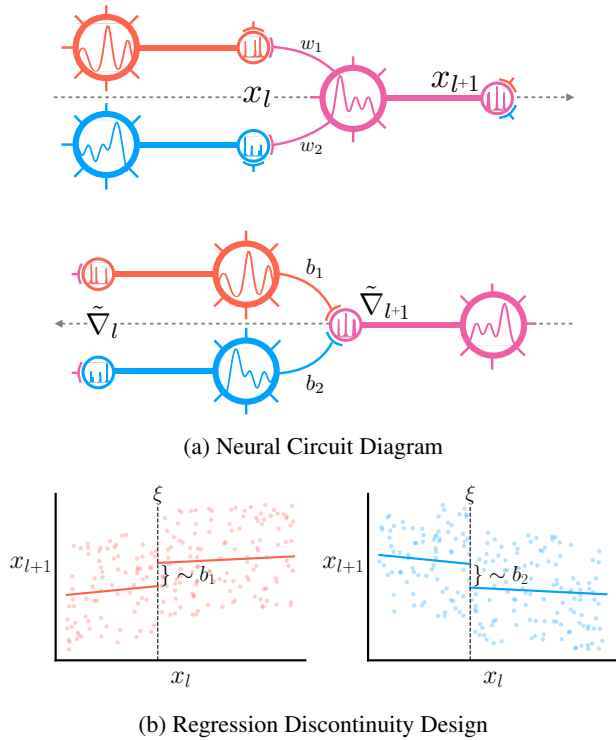 w₁
x_l
x_{l+1}
w₂
b₁
∇̃_l
∇̃_{l+1}
b₂
(a) Neural Circuit Diagram
ξ
x_{l+1}
} ~ b₁
x_l
ξ
x_{l+1}
} ~ b₂
x_l
(b) Regression Discontinuity Design